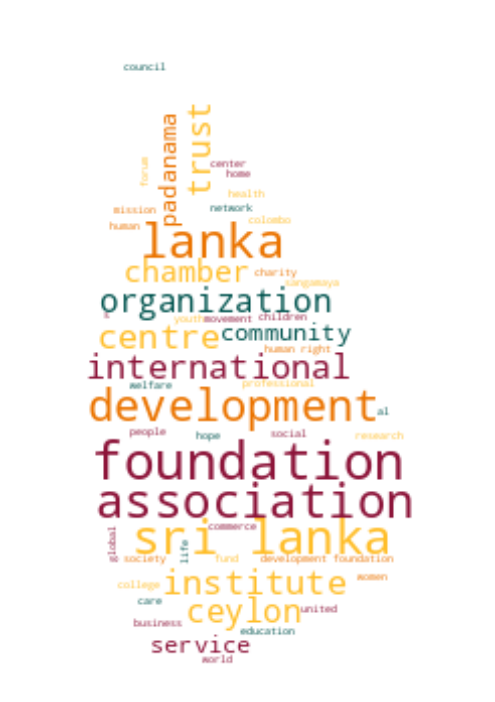 council
padanama
trust
forum
center
home
health
mission
network
human
colombo
lanka
chamber
charity
sangamaya
organization
youth
movement
children
centre
community
human right
international
welfare
professional
development
al
people
hope
social
research
foundation
association
commerce
sri lanka
global
society
life
fund
development foundation
college
institute
women
care
ceylon
united
business
education
service
world